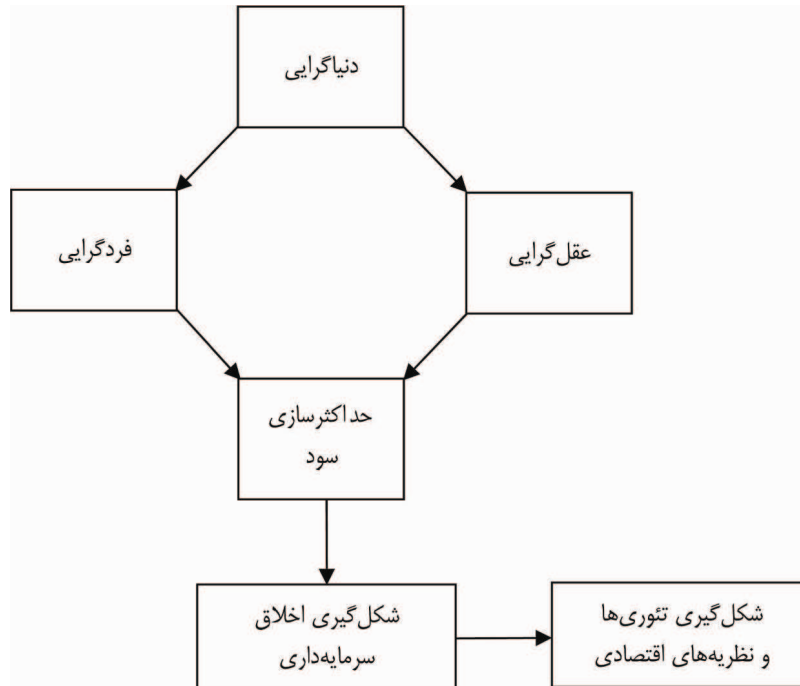 دنیاگرایی
عقل‌گرایی
فردگرایی
حداکثرسازی
سود
شکل‌گیری اخلاق
سرمایه‌داری
شکل‌گیری تئوری‌ها
و نظریه‌های اقتصادی